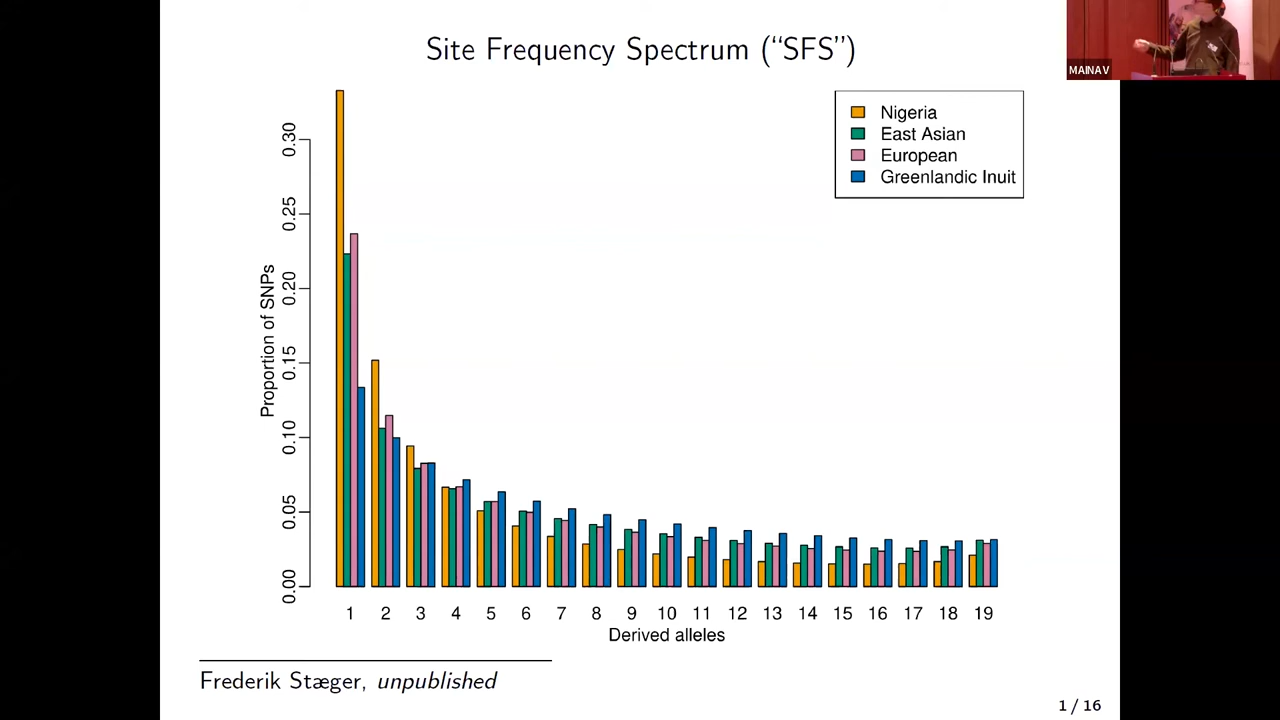 Site Frequency Spectrum (“SFS”)
MAINAV
Nigeria
East Asian
European
Greenlandic Inuit
Proportion of SNPs
0.30
0.25
0.20
0.15
0.10
0.05
0.00
1 2 3 4 5 6 7 8 9 10 11 12 13 14 15 16 17 18 19
Derived alleles
Frederik Stæger, unpublished
1 / 16